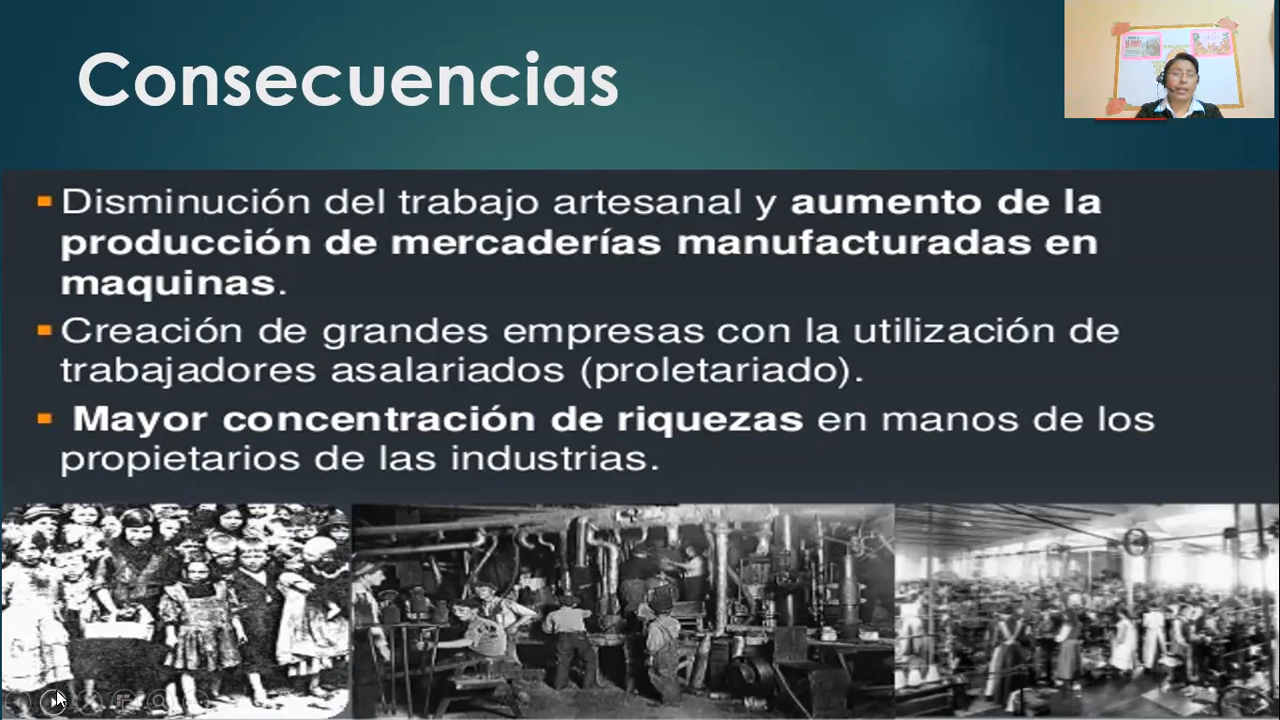 Consecuencias
Disminución del trabajo artesanal y aumento de la
producción de mercaderías manufacturadas en
maquinas.
Creación de grandes empresas con la utilización de
trabajadores asalariados (proletariado).
Mayor concentración de riquezas en manos de los
propietarios de las industrias.